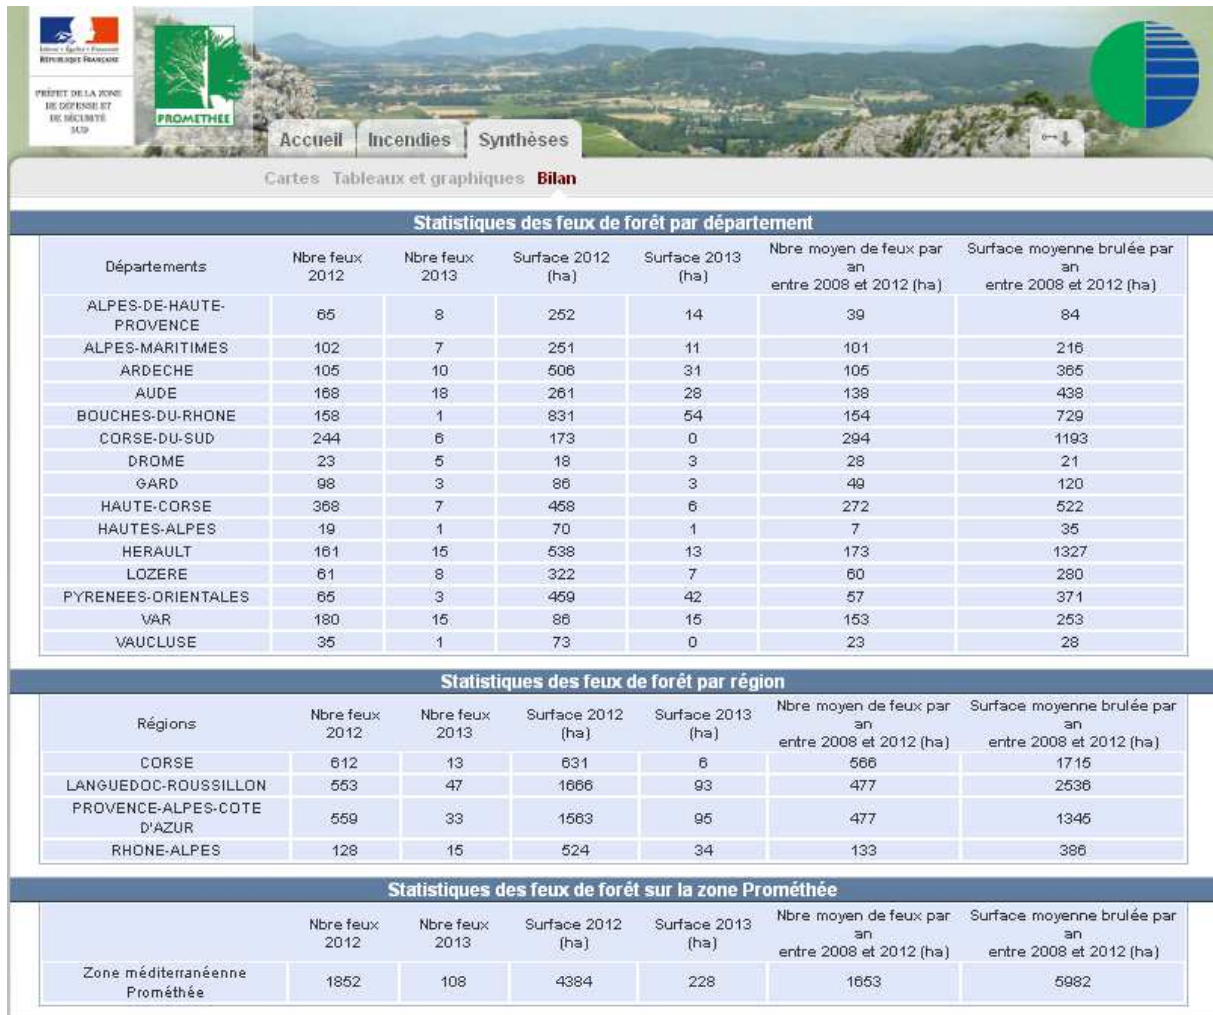 Liberté • Égalité • Fraternité
RÉPUBLIQUE FRANÇAISE
PRÉFET DE LA ZONE
DE DÉFENSE ET
DE SÉCURITÉ
SUD
PROMETHEE
Accueil Incendies Synthèses
Cartes Tableaux et graphiques Bilan
Statistiques des feux de forêt par département
Départements Nbre feux 2012 Nbre feux 2013 Surface 2012 (ha) Surface 2013 (ha) Nbre moyen de feux par an entre 2008 et 2012 (ha) Surface moyenne brulée par an entre 2008 et 2012 (ha)
ALPES-DE-HAUTE-PROVENCE 65 8 252 14 39 84
ALPES-MARITIMES 102 7 251 11 101 216
ARDECHE 105 10 506 31 105 365
AUDE 168 18 261 28 138 438
BOUCHES-DU-RHONE 158 1 831 54 154 729
CORSE-DU-SUD 244 6 173 0 294 1193
DROME 23 5 18 3 28 21
GARD 98 3 86 3 49 120
HAUTE-CORSE 368 7 458 6 272 522
HAUTES-ALPES 19 1 70 1 7 35
HERAULT 161 15 538 13 173 1327
LOZERE 61 8 322 7 60 280
PYRENEES-ORIENTALES 65 3 459 42 57 371
VAR 180 15 86 15 153 253
VAUCLUSE 35 1 73 0 23 28
Statistiques des feux de forêt par région
Régions Nbre feux 2012 Nbre feux 2013 Surface 2012 (ha) Surface 2013 (ha) Nbre moyen de feux par an entre 2008 et 2012 (ha) Surface moyenne brulée par an entre 2008 et 2012 (ha)
CORSE 612 13 631 6 566 1715
LANGUEDOC-ROUSSILLON 553 47 1666 93 477 2536
PROVENCE-ALPES-COTE D'AZUR 559 33 1563 95 477 1345
RHONE-ALPES 128 15 524 34 133 386
Statistiques des feux de forêt sur la zone Prométhée
Nbre feux 2012 Nbre feux 2013 Surface 2012 (ha) Surface 2013 (ha) Nbre moyen de feux par an entre 2008 et 2012 (ha) Surface moyenne brulée par an entre 2008 et 2012 (ha)
Zone méditerranéenne Prométhée 1852 108 4384 228 1653 5982